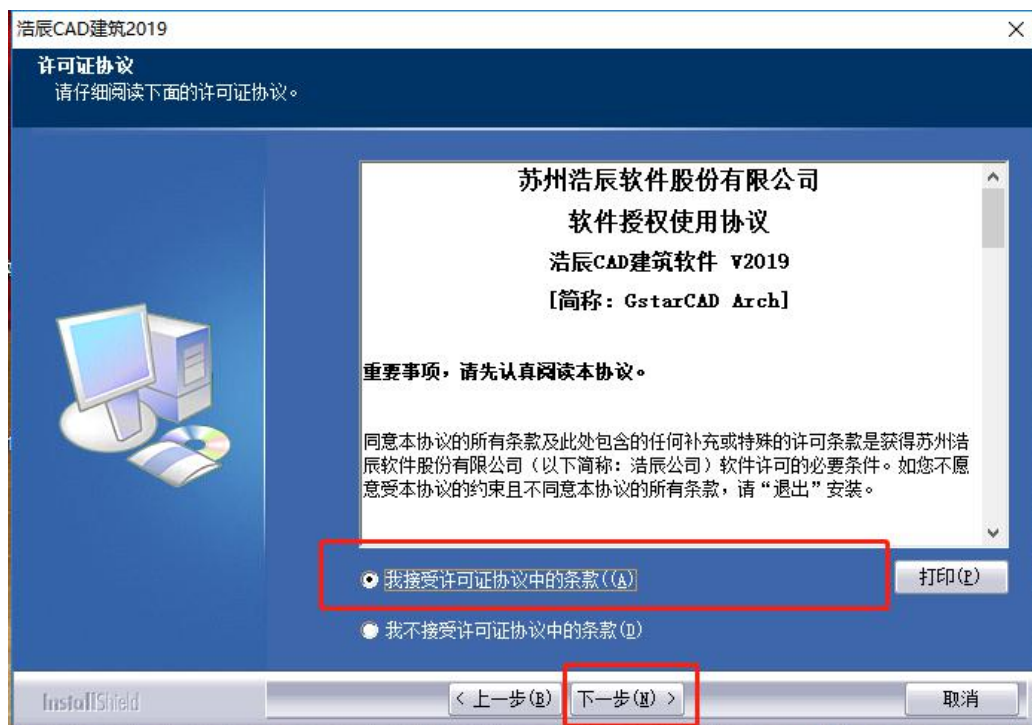 浩辰CAD建筑2019
许可证协议
请仔细阅读下面的许可证协议。
苏州浩辰软件股份有限公司
软件授权使用协议
浩辰CAD建筑软件 V2019
[简称: GstarCAD Arch]
重要事项，请先认真阅读本协议。
同意本协议的所有条款及此处包含的任何补充或特殊的许可条款是获得苏州浩
辰软件股份有限公司（以下简称：浩辰公司）软件许可的必要条件。如您不愿
意受本协议的约束且不同意本协议的所有条款，请“退出”安装。
我接受许可证协议中的条款((A)
打印(P)
我不接受许可证协议中的条款(D)
InstallShield
< 上一步(B)
下一步(N) >
取消